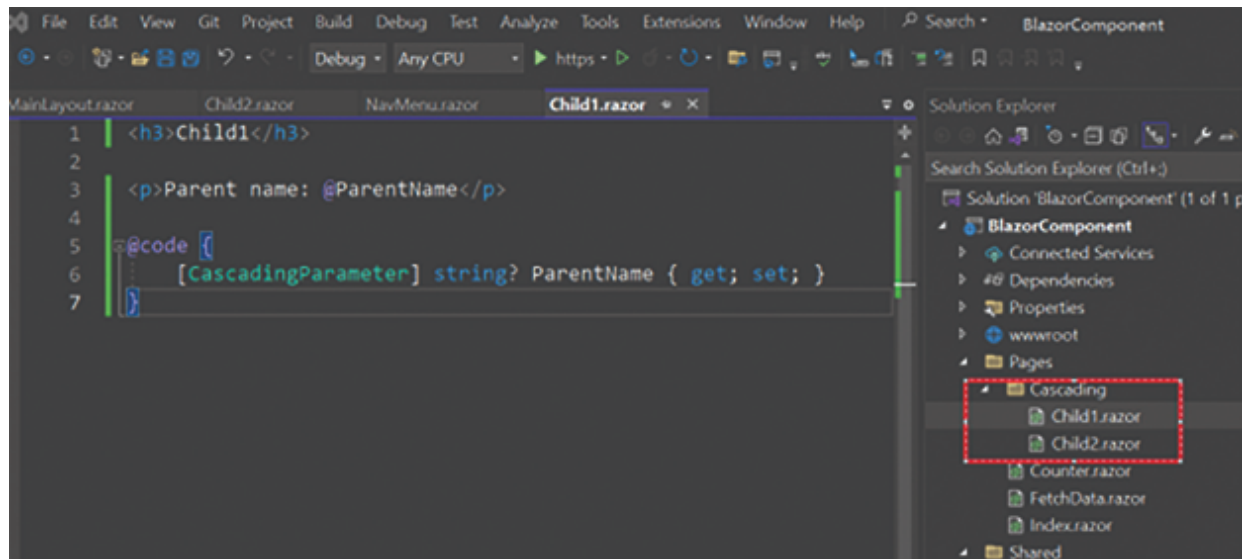 File Edit View Git Project Build Debug Test Analyze Tools Extensions Window Help Search BlazorComponent
Debug Any CPU https
MainLayout.razor Child2.razor NavMenu.razor Child1.razor
1 <h3>Child1</h3>
2
3 <p>Parent name: @ParentName</p>
4
5 @code {
6 [CascadingParameter] string? ParentName { get; set; }
7 }
Solution Explorer
Search Solution Explorer (Ctrl+;)
Solution 'BlazorComponent' (1 of 1 p
BlazorComponent
Connected Services
Dependencies
Properties
wwwroot
Pages
Cascading
Child1.razor
Child2.razor
Counter.razor
FetchData.razor
Index.razor
Shared